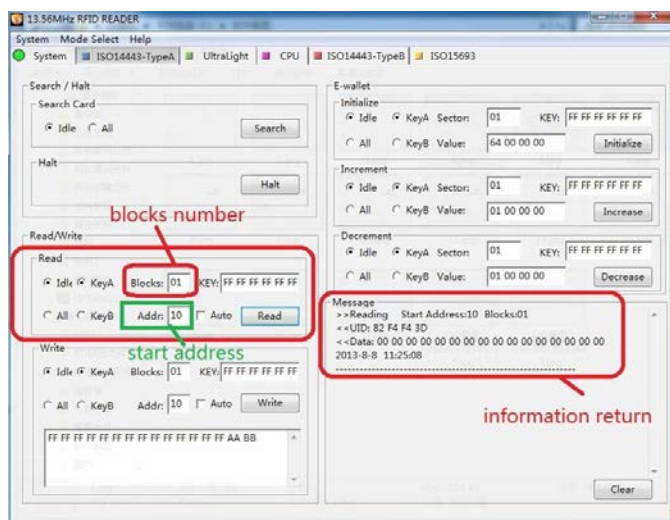 13.56MHz RFID READER
System Mode Select Help
System ISO14443-TypeA UltraLight CPU ISO14443-TypeB ISO15693
Search / Halt
Search Card
Idle All Search
Halt
Halt
blocks number
Read/Write
Read
Idle KeyA Blocks: 01 KEY: FF FF FF FF FF FF
All KeyB Addr: 10 Auto Read
start address
Write
Idle KeyA Blocks: 01 KEY: FF FF FF FF FF FF
All KeyB Addr: 10 Auto Write
FF FF FF FF FF FF FF FF FF FF FF FF FF FF AA BB
E-wallet
Initialize
Idle KeyA Sector: 01 KEY: FF FF FF FF FF FF
All KeyB Value: 64 00 00 00 Initialize
Increment
Idle KeyA Sector: 01 KEY: FF FF FF FF FF FF
All KeyB Value: 01 00 00 00 Increase
Decrement
Idle KeyA Sector: 01 KEY: FF FF FF FF FF FF
All KeyB Value: 01 00 00 00 Decrease
Message
>>Reading Start Address:10 Blocks:01
<<UID: 82 F4 F4 3D
<<Data: 00 00 00 00 00 00 00 00 00 00 00 00 00 00 00 00
2013-8-8 11:25:08
------------------------------------------------------------
information return
Clear